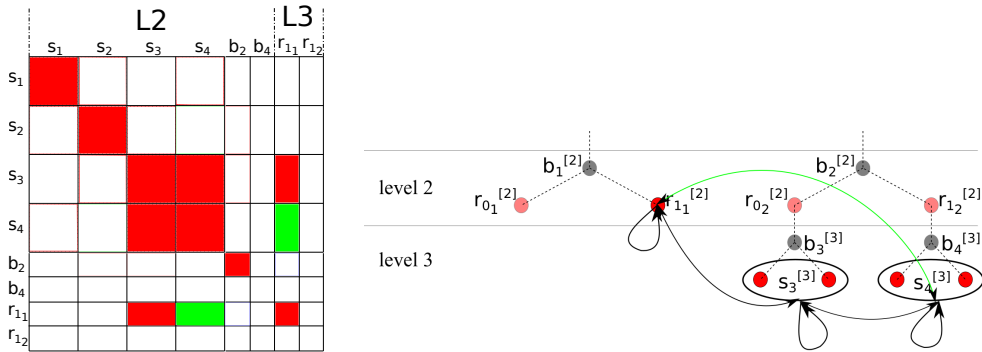 L2 L3
s₁ s₂ s₃ s₄ b₂ b₄ r₁₁ r₁₂
s₁
s₂
s₃
s₄
b₂
b₄
r₁₁
r₁₂
b₁[2] b₂[2]
level 2
r₀₁[2] r₁₁[2] r₀₂[2] r₁₂[2]
b₃[3] b₄[3]
level 3
s₃[3] s₄[3]